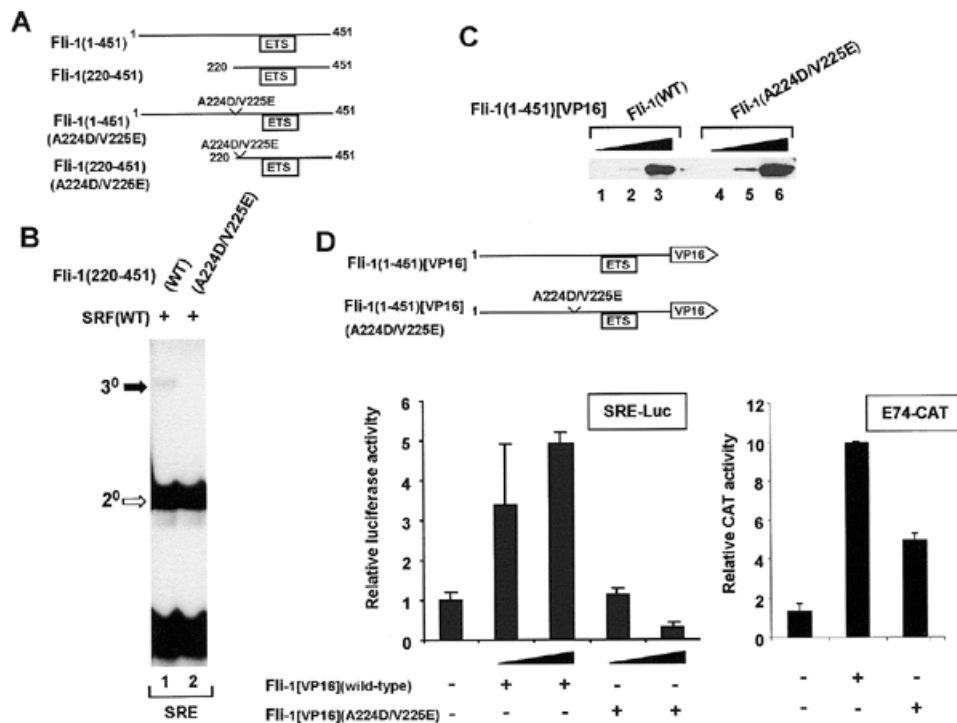 A
Fli-1(1-451) 1 451
ETS
Fli-1(220-451) 220 451
ETS
A224D/V225E
Fli-1(1-451) 1 451
(A224D/V225E) ETS
A224D/V225E
Fli-1(220-451) 220 451
(A224D/V225E) ETS
B
Fli-1(220-451) (WT) (A224D/V225E)
SRF(WT) + +
3⁰
2⁰
1 2
SRE
C
Fli-1(1-451)[VP16] Fli-1(WT) Fli-1(A224D/V225E)
1 2 3 4 5 6
D
Fli-1(1-451)[VP16] 1 ETS VP16
A224D/V225E
Fli-1(1-451)[VP16] 1 ETS VP16
(A224D/V225E)
SRE-Luc
Relative luciferase activity
6
5
4
3
2
1
0
E74-CAT
Relative CAT activity
12
10
8
6
4
2
0
Fli-1[VP16](wild-type) - + + - - - + -
Fli-1[VP16](A224D/V225E) - - - + + - - +